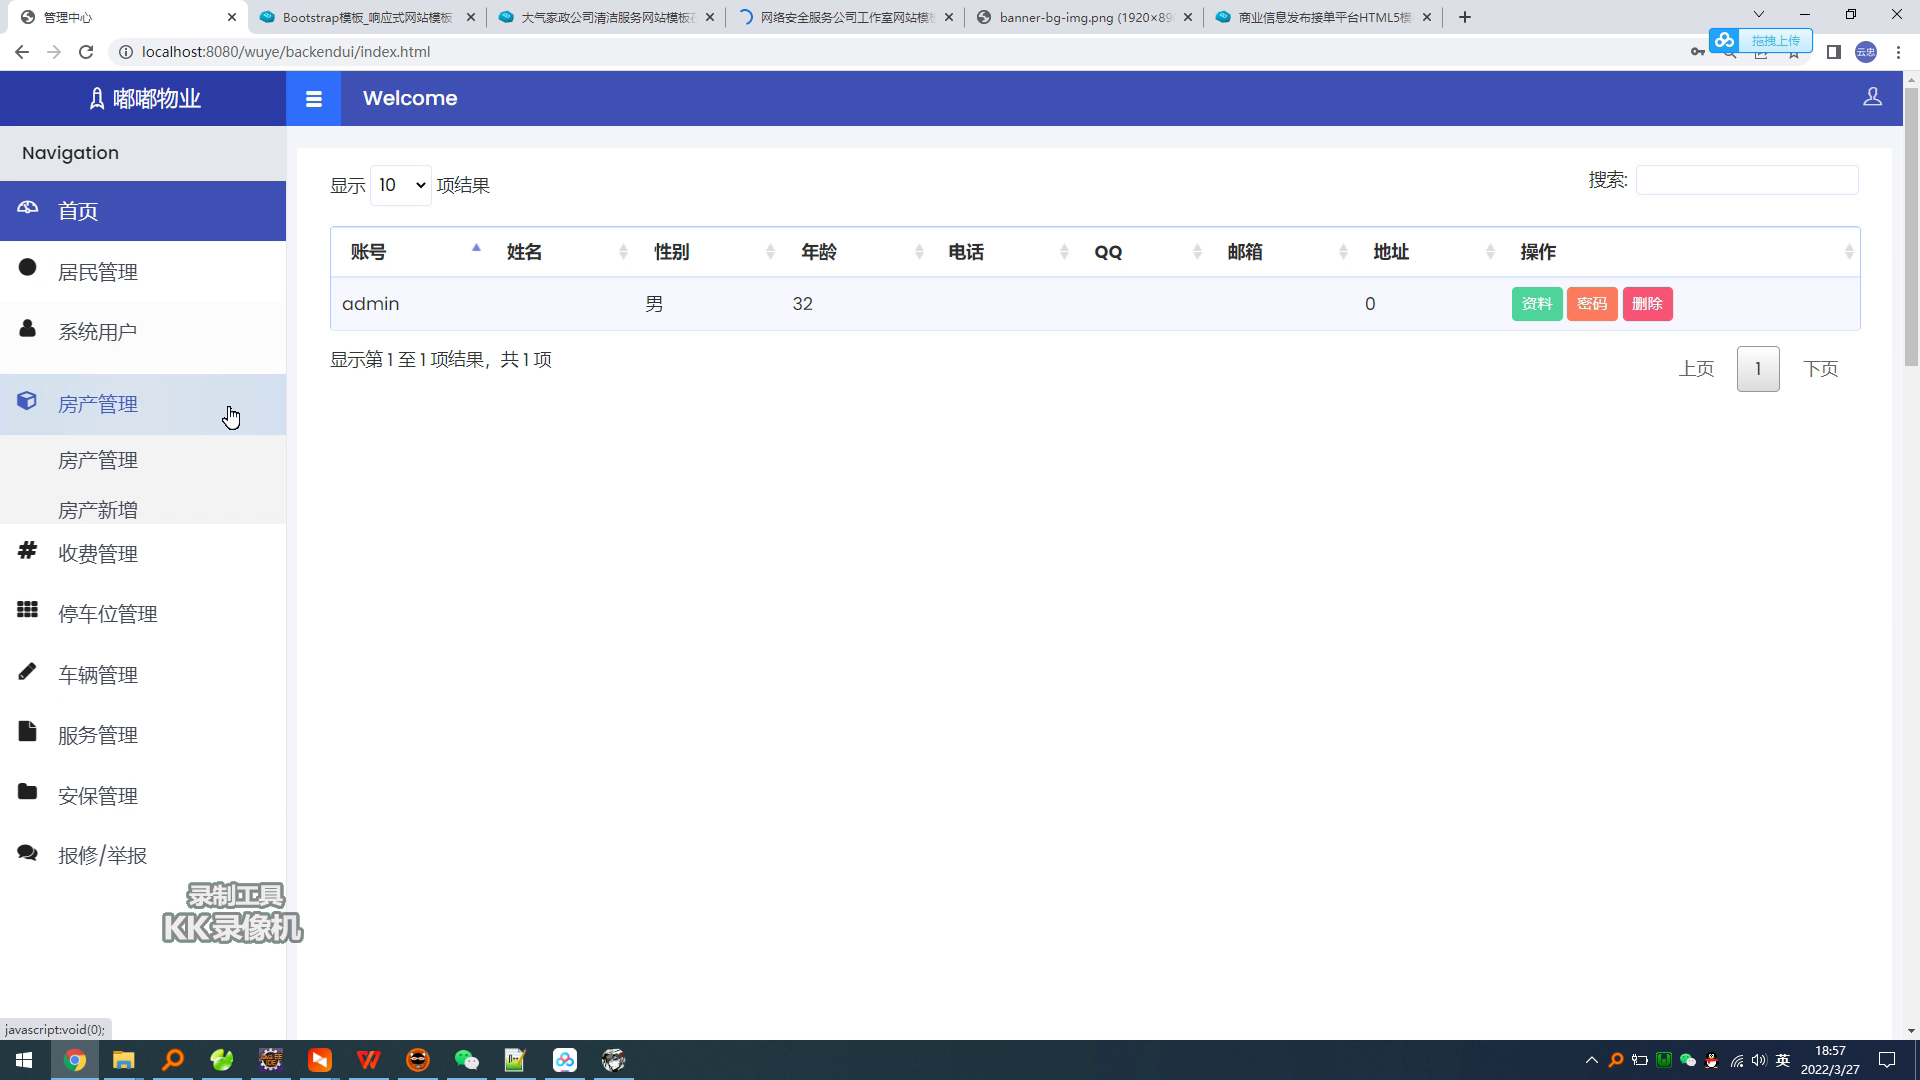 管理中心
Bootstrap模板_响应式网站模板
大气家政公司清洁服务网站模板
网络安全服务公司工作室网站模板
banner-bg-img.png (1920×89
商业信息发布接单平台HTML5模
localhost:8080/wuye/backendui/index.html
拖拽上传
云忠
嘟嘟物业
Welcome
Navigation
首页
居民管理
系统用户
房产管理
房产管理
房产新增
收费管理
停车位管理
车辆管理
服务管理
安保管理
报修/举报
显示 10 项结果
搜索:
账号 姓名 性别 年龄 电话 QQ 邮箱 地址 操作
admin 男 32 0 资料 密码 删除
显示第 1 至 1 项结果，共 1 项
上页 1 下页
录制工具
KK录像机
javascript:void(0);
英
18:57
2022/3/27